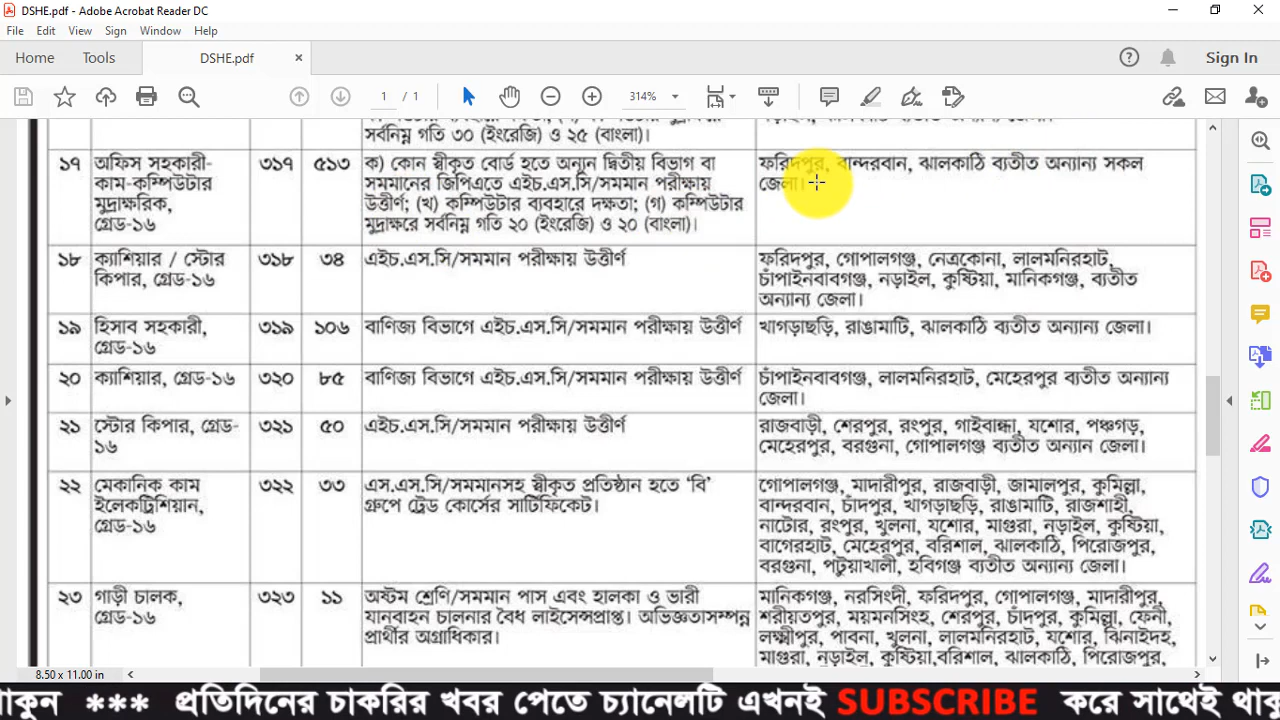 DSHE.pdf - Adobe Acrobat Reader DC
File Edit View Sign Window Help
Home Tools DSHE.pdf × Sign In
1 / 1 314%
সর্বনিম্ন গতি ৩০ (ইংরেজি) ও ২৫ (বাংলা)।
১৭ অফিস সহকারী- ৩১৭ ৫১৩ ক) কোন স্বীকৃত বোর্ড হতে অন্যূন দ্বিতীয় বিভাগ বা ফরিদপুর, বান্দরবান, ঝালকাঠি ব্যতীত অন্যান্য সকল
কাম-কম্পিউটার সমমানের জিপিএতে এইচ.এস.সি/সমমান পরীক্ষায় জেলা।
মুদ্রাক্ষরিক, উত্তীর্ণ; (খ) কম্পিউটার ব্যবহারে দক্ষতা; (গ) কম্পিউটার
গ্রেড-১৬ মুদ্রাক্ষরে সর্বনিম্ন গতি ২০ (ইংরেজি) ও ২০ (বাংলা)।
১৮ ক্যাশিয়ার / স্টোর ৩১৮ ৩৪ এইচ.এস.সি/সমমান পরীক্ষায় উত্তীর্ণ ফরিদপুর, গোপালগঞ্জ, নেত্রকোনা, লালমনিরহাট,
কিপার, গ্রেড-১৬ চাঁপাইনবাবগঞ্জ, নড়াইল, কুষ্টিয়া, মানিকগঞ্জ, ব্যতীত
অন্যান্য জেলা।
১৯ হিসাব সহকারী, ৩১৯ ১০৬ বাণিজ্য বিভাগে এইচ.এস.সি/সমমান পরীক্ষায় উত্তীর্ণ খাগড়াছড়ি, রাঙামাটি, ঝালকাঠি ব্যতীত অন্যান্য জেলা।
গ্রেড-১৬
২০ ক্যাশিয়ার, গ্রেড-১৬ ৩২০ ৮৫ বাণিজ্য বিভাগে এইচ.এস.সি/সমমান পরীক্ষায় উত্তীর্ণ চাঁপাইনবাবগঞ্জ, লালমনিরহাট, মেহেরপুর ব্যতীত অন্যান্য
জেলা।
২১ স্টোর কিপার, গ্রেড- ৩২১ ৫০ এইচ.এস.সি/সমমান পরীক্ষায় উত্তীর্ণ রাজবাড়ী, শেরপুর, রংপুর, গাইবান্ধা, যশোর, পঞ্চগড়,
১৬ মেহেরপুর, বরগুনা, গোপালগঞ্জ ব্যতীত অন্যান জেলা।
২২ মেকানিক কাম ৩২২ ৩৩ এস.এস.সি/সমমানসহ স্বীকৃত প্রতিষ্ঠান হতে ‘বি’ গোপালগঞ্জ, মাদারীপুর, রাজবাড়ী, জামালপুর, কুমিল্লা,
ইলেকট্রিশিয়ান, গ্রুপে ট্রেড কোর্সের সার্টিফিকেট। বান্দরবান, চাঁদপুর, খাগড়াছড়ি, রাঙামাটি, রাজশাহী,
গ্রেড-১৬ নাটোর, রংপুর, খুলনা, যশোর, মাগুরা, নড়াইল, কুষ্টিয়া,
বাগেরহাট, মেহেরপুর, বরিশাল, ঝালকাঠি, পিরোজপুর,
বরগুনা, পটুয়াখালী, হবিগঞ্জ ব্যতীত অন্যান্য জেলা।
২৩ গাড়ী চালক, ৩২৩ ১১ অষ্টম শ্রেণি/সমমান পাস এবং হালকা ও ভারী মানিকগঞ্জ, নরসিংদী, ফরিদপুর, গোপালগঞ্জ, মাদারীপুর,
গ্রেড-১৬ যানবাহন চালনার বৈধ লাইসেন্সপ্রাপ্ত। অভিজ্ঞতাসম্পন্ন শরীয়তপুর, ময়মনসিংহ, শেরপুর, চাঁদপুর, কুমিল্লা, ফেনী,
প্রার্থীর অগ্রাধিকার। লক্ষ্মীপুর, পাবনা, খুলনা, লালমনিরহাট, যশোর, ঝিনাইদহ,
মাগুরা, নড়াইল, কুষ্টিয়া,বরিশাল, ঝালকাঠি, পিরোজপুর,
8.50 x 11.00 in
াকুন *** প্রতিদিনের চাকরির খবর পেতে চ্যানেলটি এখনই SUBSCRIBE করে সাথেই থাকু